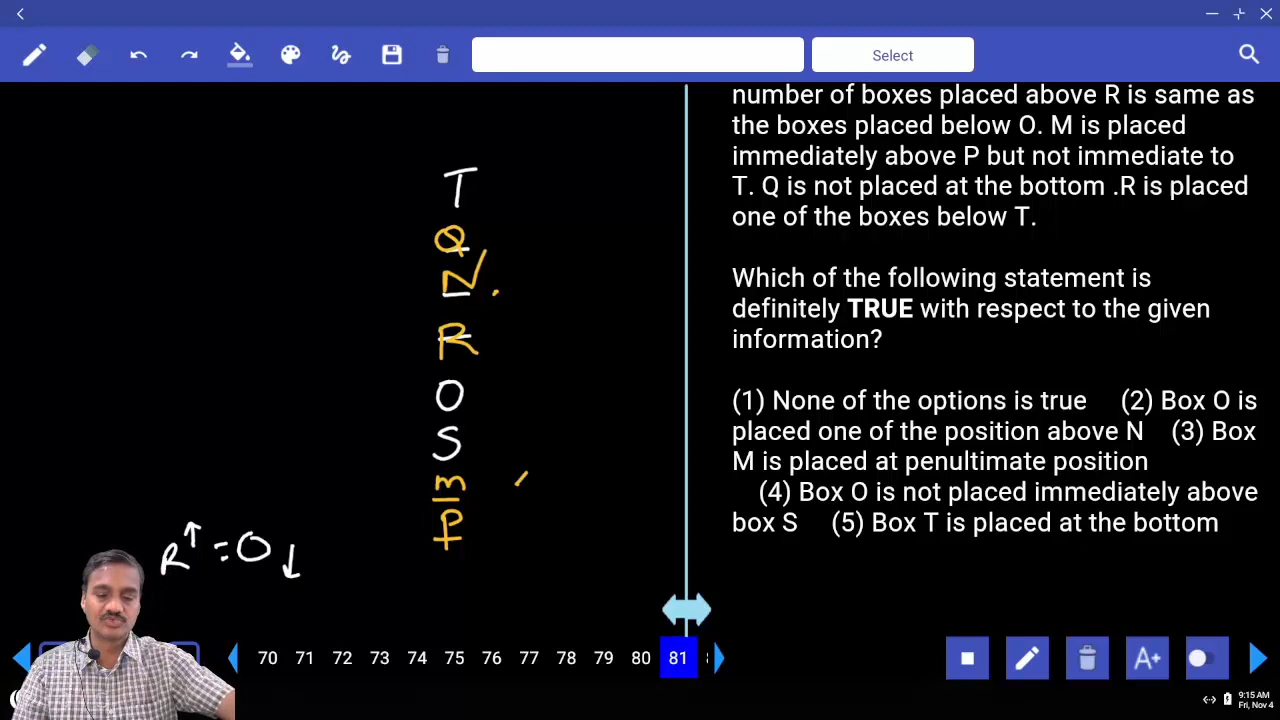 Select
number of boxes placed above R is same as
the boxes placed below O. M is placed
immediately above P but not immediate to
T. Q is not placed at the bottom .R is placed
one of the boxes below T.
Which of the following statement is
definitely TRUE with respect to the given
information?
(1) None of the options is true (2) Box O is
placed one of the position above N (3) Box
M is placed at penultimate position
(4) Box O is not placed immediately above
box S (5) Box T is placed at the bottom
T
Q
N
R
O
S
m
P
R↑ = O↓
70 71 72 73 74 75 76 77 78 79 80 81
A+
9:15 AM
Fri, Nov 4